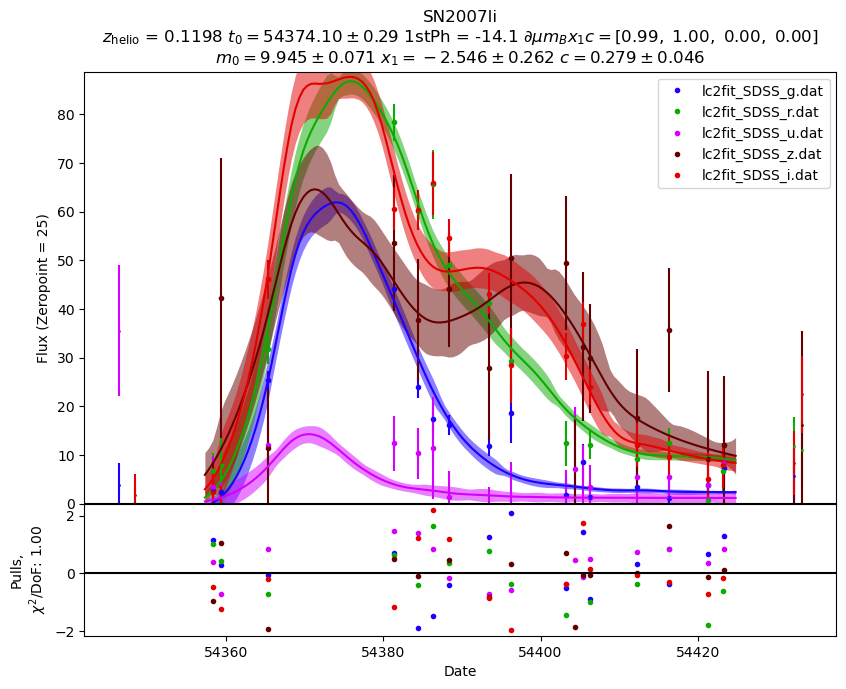 SN2007li
z_helio = 0.1198 t_0 = 54374.10 ± 0.29 1stPh = -14.1 ∂μm_Bx_1c = [0.99, 1.00, 0.00, 0.00]
m_0 = 9.945 ± 0.071 x_1 = −2.546 ± 0.262 c = 0.279 ± 0.046
lc2fit_SDSS_g.dat
lc2fit_SDSS_r.dat
lc2fit_SDSS_u.dat
lc2fit_SDSS_z.dat
lc2fit_SDSS_i.dat
Flux (Zeropoint = 25)
80
70
60
50
40
30
20
10
0
Pulls,
χ²/DoF: 1.00
2
0
−2
54360
54380
54400
54420
Date